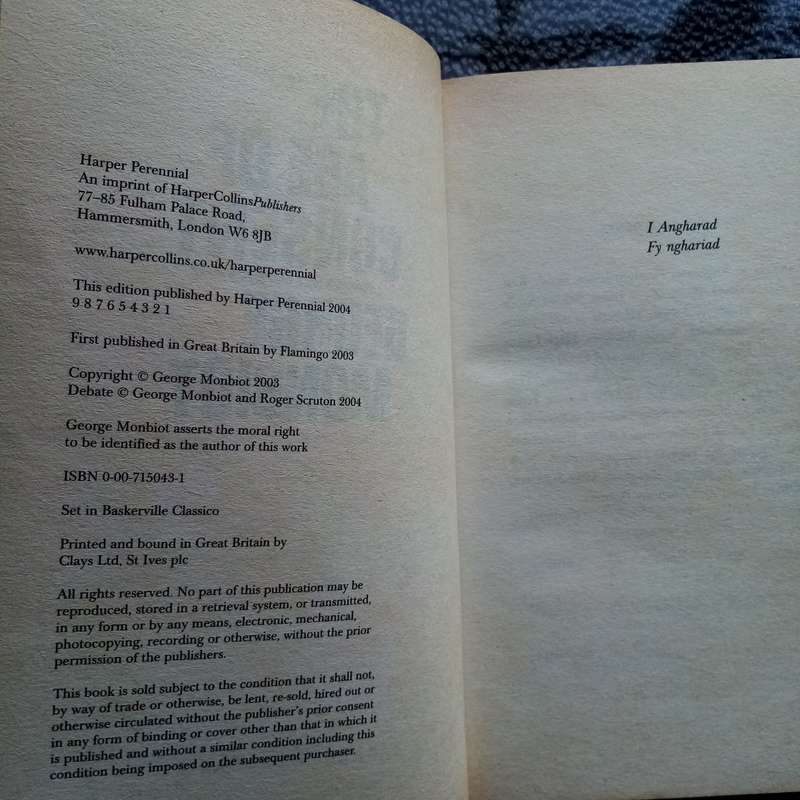 Harper Perennial
An imprint of HarperCollinsPublishers
77–85 Fulham Palace Road,
Hammersmith, London W6 8JB
www.harpercollins.co.uk/harperperennial
This edition published by Harper Perennial 2004
9 8 7 6 5 4 3 2 1
First published in Great Britain by Flamingo 2003
Copyright © George Monbiot 2003
Debate © George Monbiot and Roger Scruton 2004
George Monbiot asserts the moral right
to be identified as the author of this work
ISBN 0-00-715043-1
Set in Baskerville Classico
Printed and bound in Great Britain by
Clays Ltd, St Ives plc
All rights reserved. No part of this publication may be
reproduced, stored in a retrieval system, or transmitted,
in any form or by any means, electronic, mechanical,
photocopying, recording or otherwise, without the prior
permission of the publishers.
This book is sold subject to the condition that it shall not,
by way of trade or otherwise, be lent, re-sold, hired out or
otherwise circulated without the publisher's prior consent
in any form of binding or cover other than that in which it
is published and without a similar condition including this
condition being imposed on the subsequent purchaser.
I Angharad
Fy nghariad